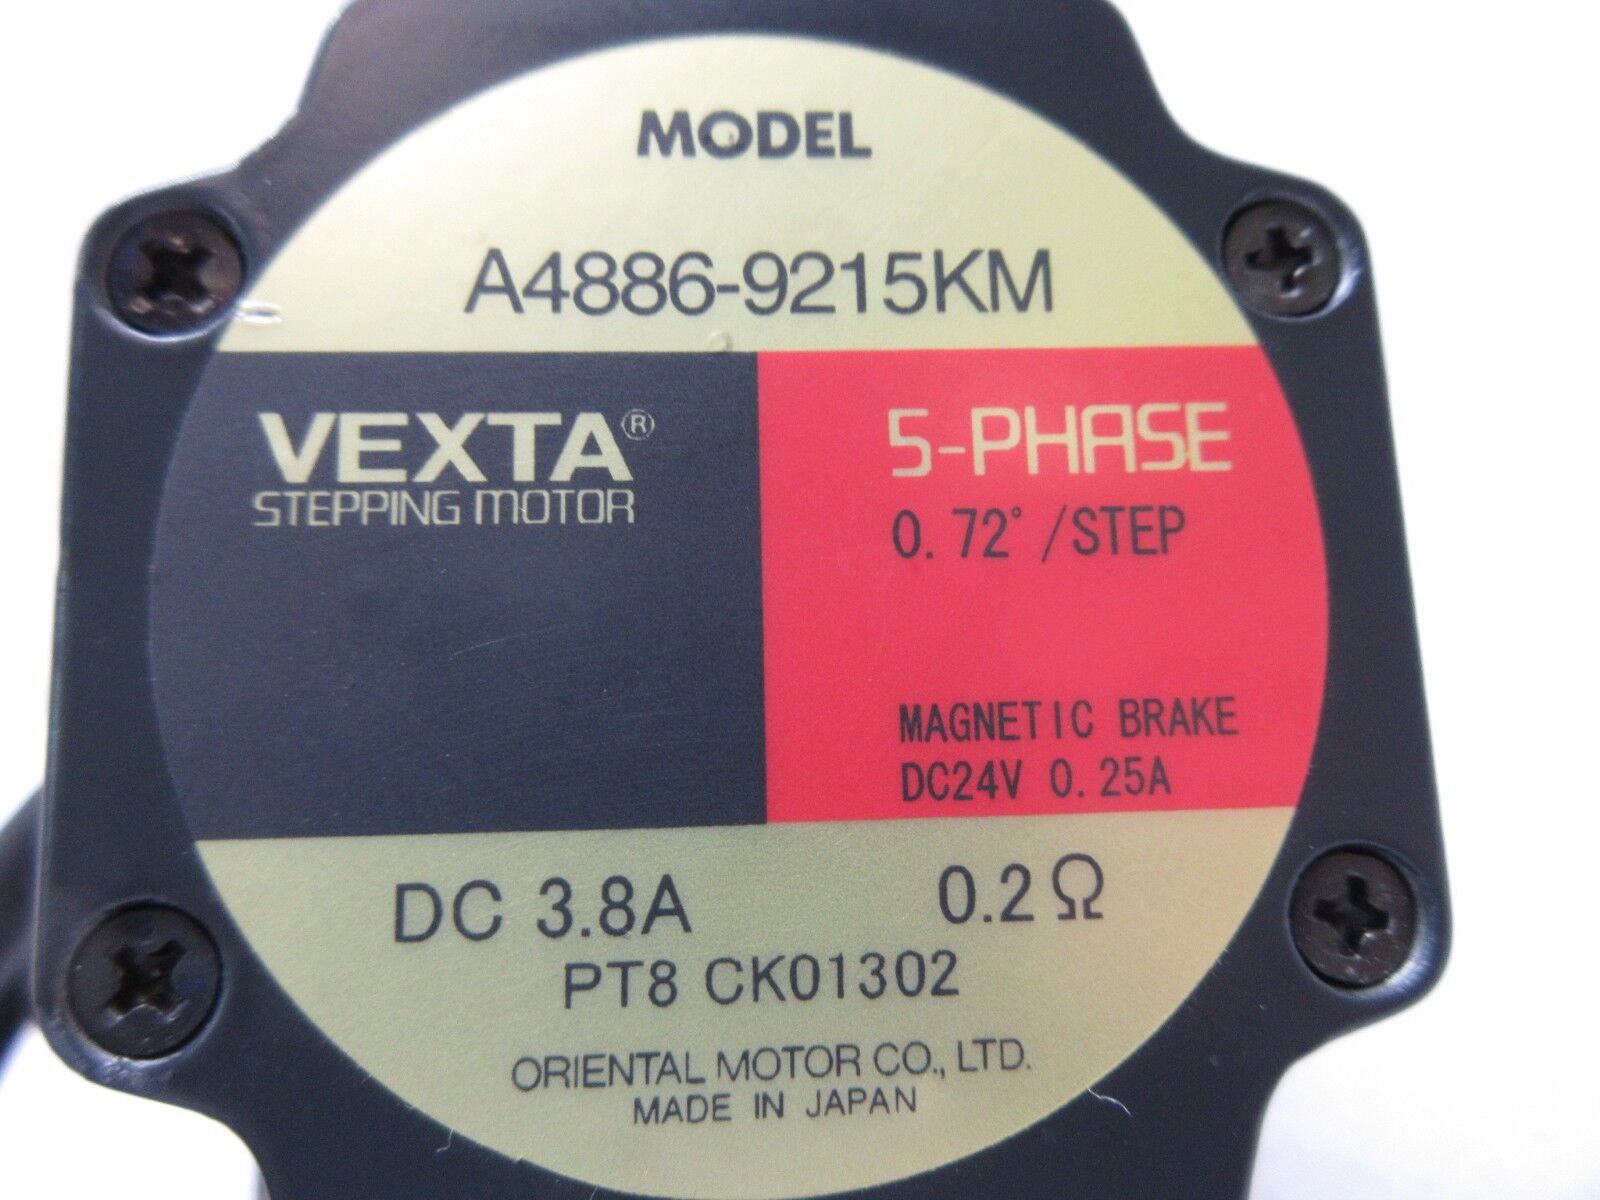 MODEL
A4886-9215KM
VEXTA®
STEPPING MOTOR
5-PHASE
0.72°/STEP
MAGNETIC BRAKE
DC24V 0.25A
DC 3.8A 0.2Ω
PT8 CK01302
ORIENTAL MOTOR CO., LTD.
MADE IN JAPAN